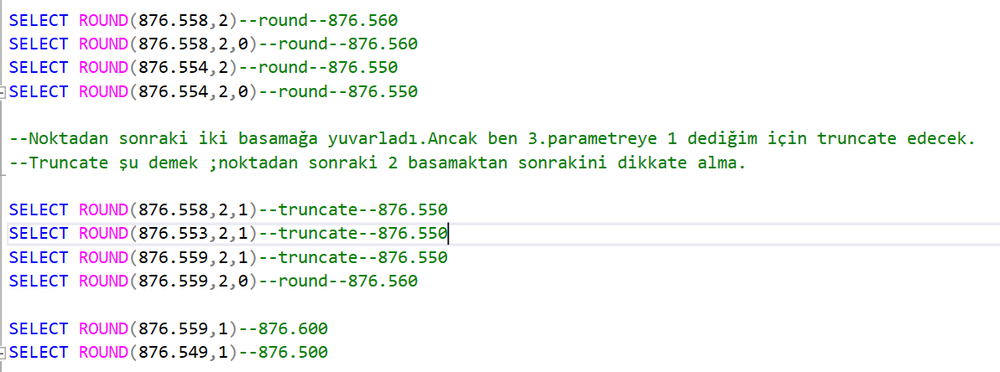 SELECT ROUND(876.558,2)--round--876.560
SELECT ROUND(876.558,2,0)--round--876.560
SELECT ROUND(876.554,2)--round--876.550
SELECT ROUND(876.554,2,0)--round--876.550
--Noktadan sonraki iki basamağa yuvarladı.Ancak ben 3.parametreye 1 dediğim için truncate edecek.
--Truncate şu demek ;noktadan sonraki 2 basamaktan sonrakini dikkate alma.
SELECT ROUND(876.558,2,1)--truncate--876.550
SELECT ROUND(876.553,2,1)--truncate--876.550
SELECT ROUND(876.559,2,1)--truncate--876.550
SELECT ROUND(876.559,2,0)--round--876.560
SELECT ROUND(876.559,1)--876.600
SELECT ROUND(876.549,1)--876.500